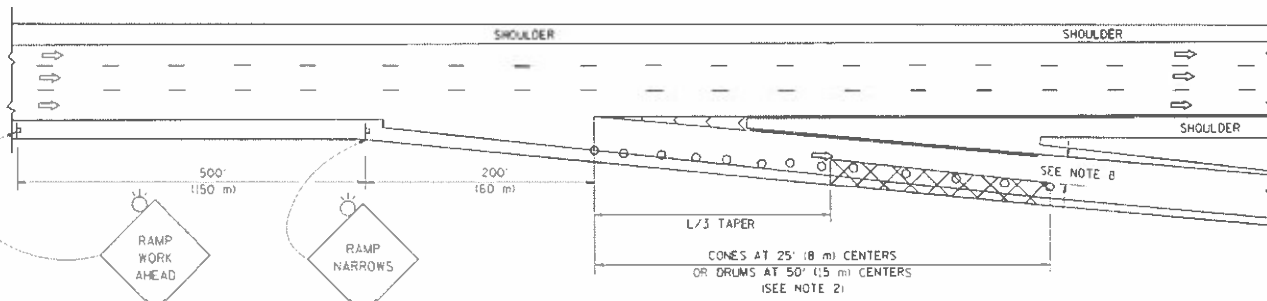 SHOULDER
SHOULDER
SHOULDER
SEE NOTE 8
500'
(150 m)
200'
(60 m)
L/3 TAPER
RAMP
WORK
AHEAD
RAMP
NARROWS
CONES AT 25' (8 m) CENTERS
OR DRUMS AT 50' (15 m) CENTERS
(SEE NOTE 2)